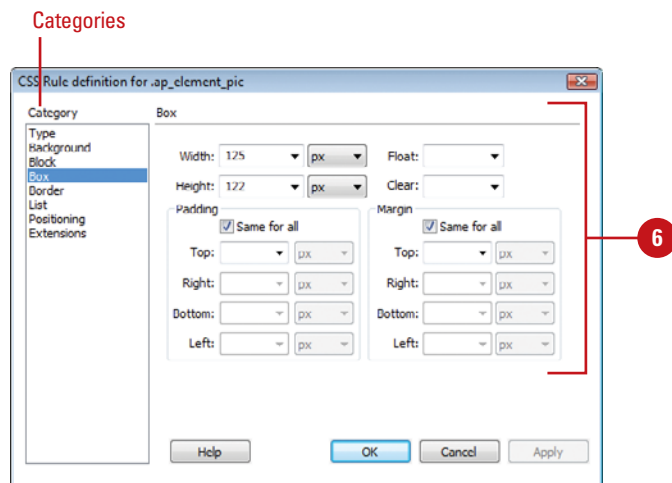 Categories
CSS Rule definition for .ap_element_pic
Category
Type
Background
Block
Box
Border
List
Positioning
Extensions
Box
Width: 125 px Float:
Height: 122 px Clear:
Padding Margin
Same for all Same for all
Top: px Top: px
Right: px Right: px
Bottom: px Bottom: px
Left: px Left: px
6
Help OK Cancel Apply